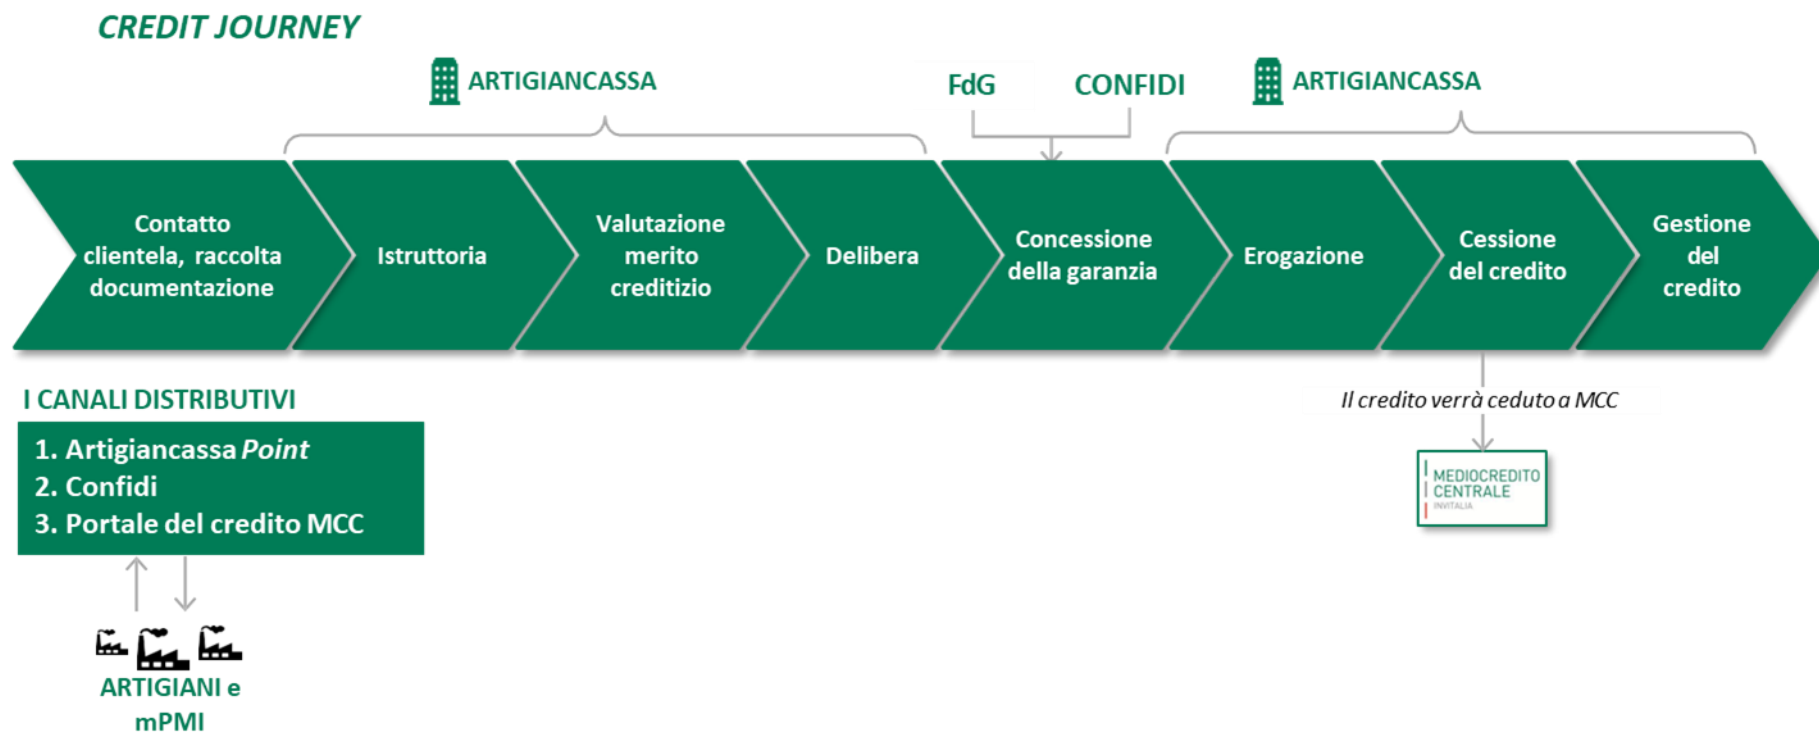 CREDIT JOURNEY
ARTIGIANCASSA
FdG
CONFIDI
ARTIGIANCASSA
Contatto
clientela, raccolta
documentazione
Istruttoria
Valutazione
merito
creditizio
Delibera
Concessione
della garanzia
Erogazione
Cessione
del credito
Gestione
del
credito
I CANALI DISTRIBUTIVI
1. Artigiancassa Point
2. Confidi
3. Portale del credito MCC
ARTIGIANI e
mPMI
Il credito verrà ceduto a MCC
MEDIOCREDITO
CENTRALE
INVITALIA